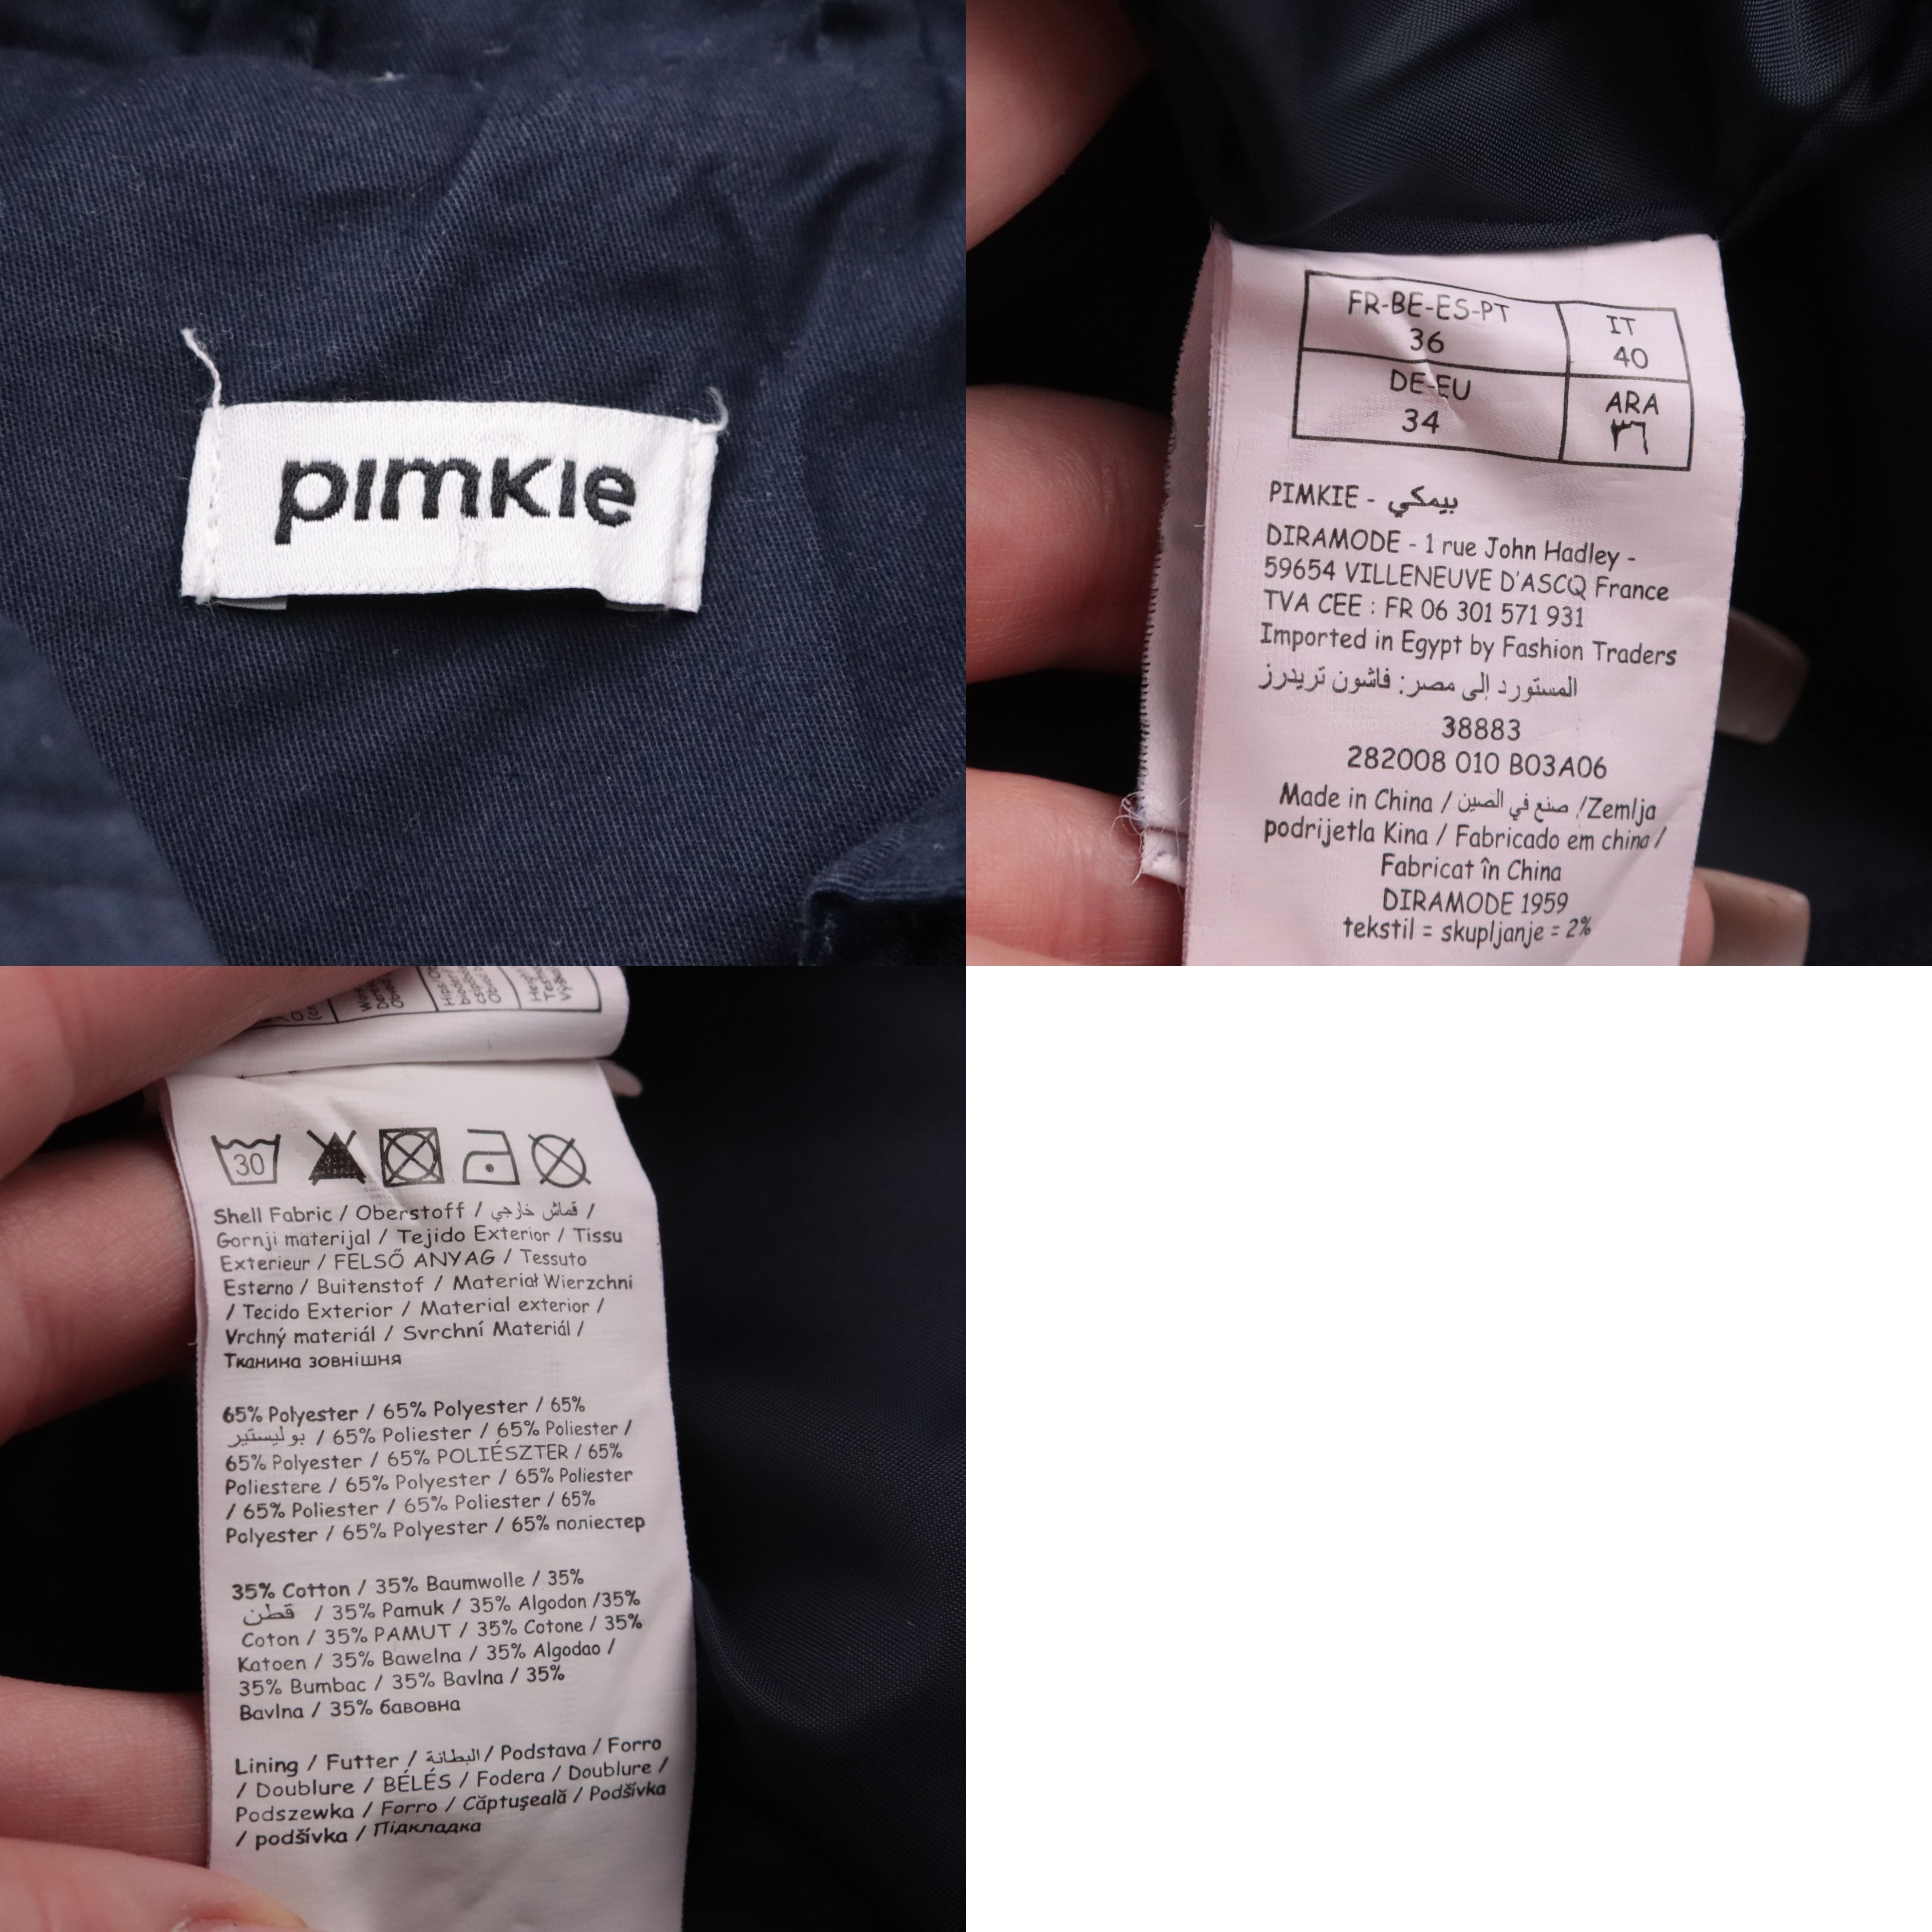 pimkie
FR-BE-ES-PT
36
IT
40
DE-EU
34
ARA
٣٦
PIMKIE - بيمكي
DIRAMODE - 1 rue John Hadley -
59654 VILLENEUVE D'ASCQ France
TVA CEE : FR 06 301 571 931
Imported in Egypt by Fashion Traders
المستورد إلى مصر: فاشون تريدرز
38883
282008 010 B03A06
Made in China / صنع في الصين /Zemlja
podrijetla Kina / Fabricado em china /
Fabricat în China
DIRAMODE 1959
tekstil = skupljanje = 2%
30
Shell Fabric / Oberstoff / قماش خارجي /
Gornji materijal / Tejido Exterior / Tissu
Exterieur / FELSŐ ANYAG / Tessuto
Esterno / Buitenstof / Materiał Wierzchni
/ Tecido Exterior / Material exterior /
Vrchný materiál / Svrchní Materiál /
Тканина зовнішня
65% Polyester / 65% Polyester / 65%
بوليستير / 65% Poliester / 65% Poliester /
65% Polyester / 65% POLIÉSZTER / 65%
Poliestere / 65% Polyester / 65% Poliester
/ 65% Poliester / 65% Poliester / 65%
Polyester / 65% Polyester / 65% поліестер
35% Cotton / 35% Baumwolle / 35%
قطن / 35% Pamuk / 35% Algodon /35%
Coton / 35% PAMUT / 35% Cotone / 35%
Katoen / 35% Bawelna / 35% Algodao /
35% Bumbac / 35% Bavlna / 35%
Bavlna / 35% бавовна
Lining / Futter / البطانة / Podstava / Forro
/ Doublure / BÉLÉS / Fodera / Doublure /
Podszewka / Forro / Căptuşeală / Podšívka
/ podšívka / Підкладка